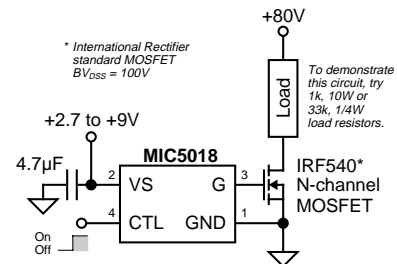 +80V
* International Rectifier
standard MOSFET
BVDSS = 100V
To demonstrate
this circuit, try
1k, 10W or
33k, 1/4W
load resistors.
Load
+2.7 to +9V
4.7µF
MIC5018
2
VS
G
3
IRF540*
N-channel
MOSFET
4
CTL
GND
1
On
Off